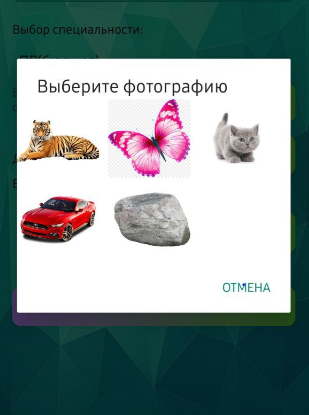 Выбор специальности:
Выберите фотографию
ОТМЕНА